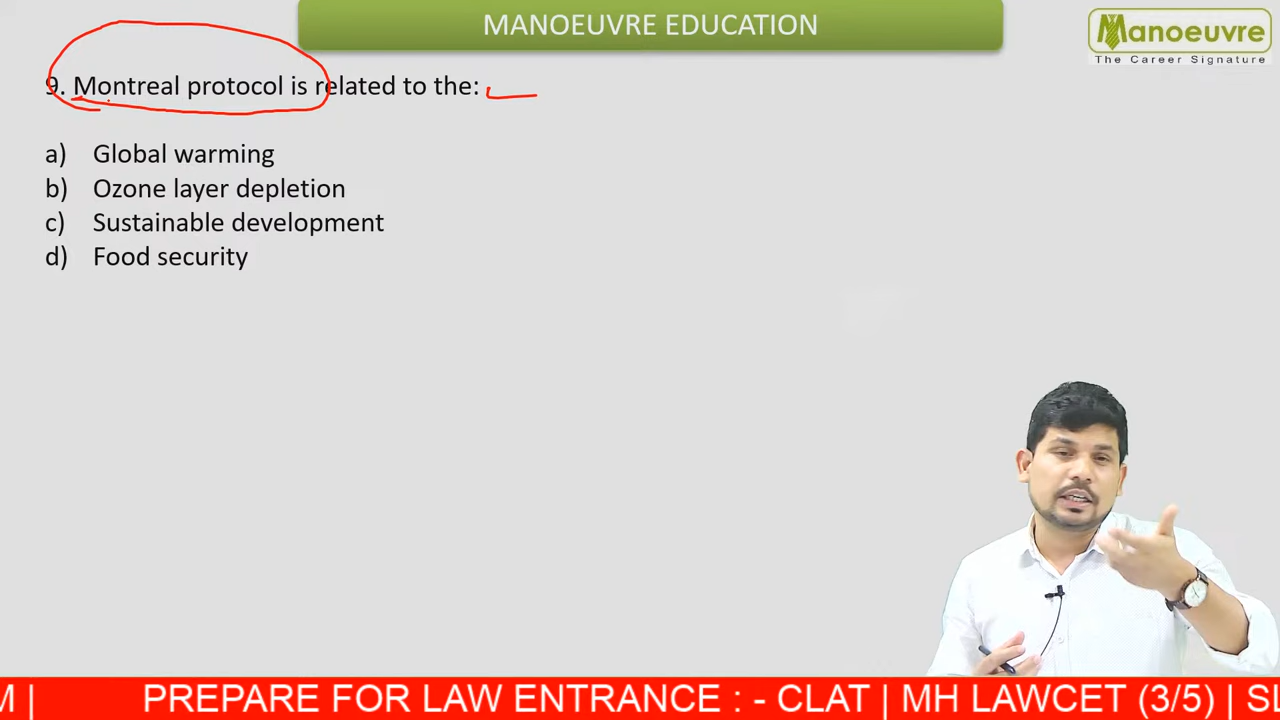 MANOEUVRE EDUCATION
Manoeuvre
The Career Signature
9. Montreal protocol is related to the:
a) Global warming
b) Ozone layer depletion
c) Sustainable development
d) Food security
M | PREPARE FOR LAW ENTRANCE : - CLAT | MH LAWCET (3/5) | SL